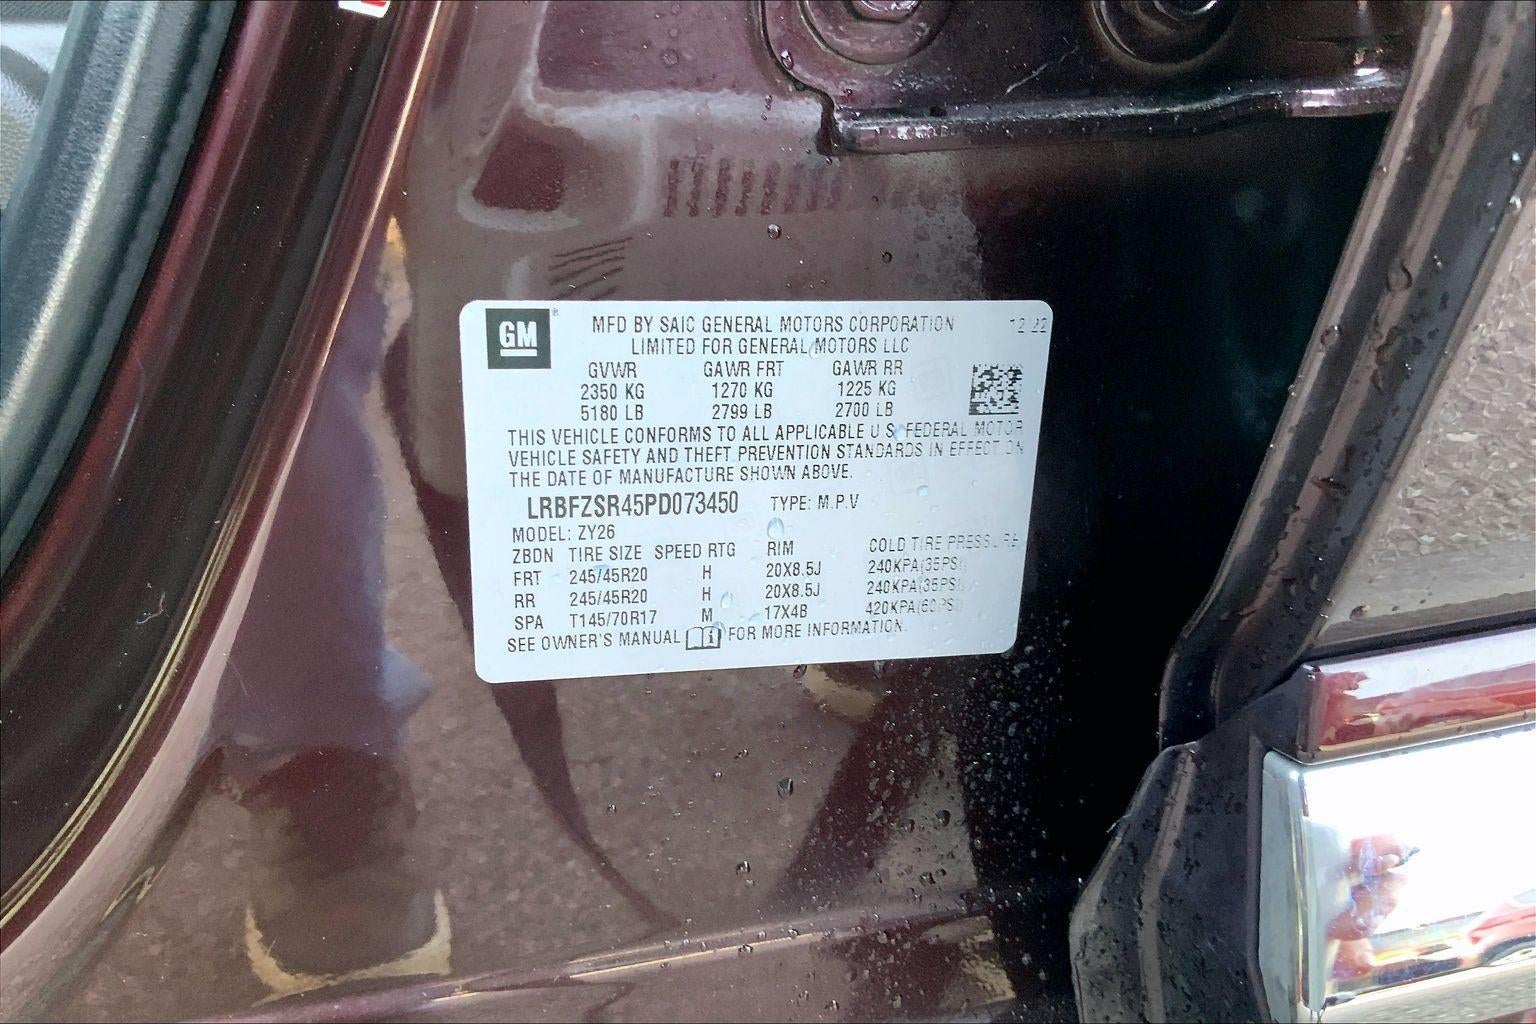 GM
MFD BY SAIC GENERAL MOTORS CORPORATION 12/22
LIMITED FOR GENERAL MOTORS LLC
GVWR GAWR FRT GAWR RR
2350 KG 1270 KG 1225 KG
5180 LB 2799 LB 2700 LB
THIS VEHICLE CONFORMS TO ALL APPLICABLE U.S. FEDERAL MOTOR
VEHICLE SAFETY AND THEFT PREVENTION STANDARDS IN EFFECT ON
THE DATE OF MANUFACTURE SHOWN ABOVE.
LRBFZSR45PD073450 TYPE: M.P.V
MODEL: ZY26
ZBDN TIRE SIZE SPEED RTG RIM COLD TIRE PRESSURE
FRT 245/45R20 H 20X8.5J 240KPA(35PSI)
RR 245/45R20 H 20X8.5J 240KPA(35PSI)
SPA T145/70R17 M 17X4B 420KPA(60PSI)
SEE OWNER'S MANUAL FOR MORE INFORMATION.